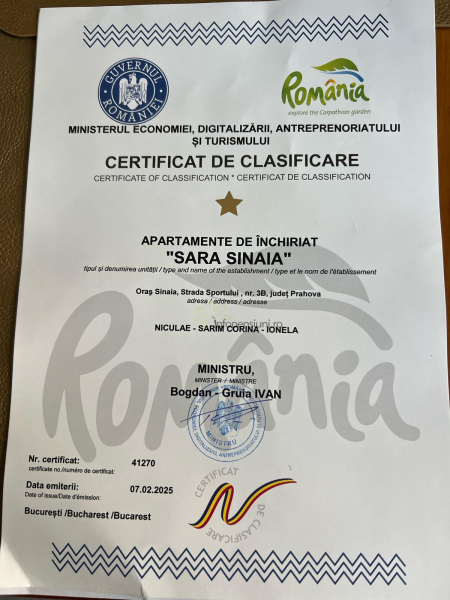 GUVERNUL
ROMÂNIEI
România
explore the Carpathian garden
MINISTERUL ECONOMIEI, DIGITALIZĂRII, ANTREPRENORIATULUI
ȘI TURISMULUI
CERTIFICAT DE CLASIFICARE
CERTIFICATE OF CLASSIFICATION * CERTIFICAT DE CLASSIFICATION
APARTAMENTE DE ÎNCHIRIAT
"SARA SINAIA"
tipul și denumirea unității / type and name of the establishment / type et le nom de l'établissement
Oraș Sinaia, Strada Sportului , nr. 3B, județ Prahova
adresa / address / adresse
infopensiuni.ro
NICULAE - SARIM CORINA - IONELA
România
MINISTRU,
MINISTER / MINISTRE
Bogdan - Gruia IVAN
MINISTRU
Nr. certificat: 41270
certificate no./numéro de certificat:
Data emiterii: 07.02.2025
Date of issue/Date d'émission:
București /Bucharest /Bucarest
CERTIFICAT
DE CLASIFICARE